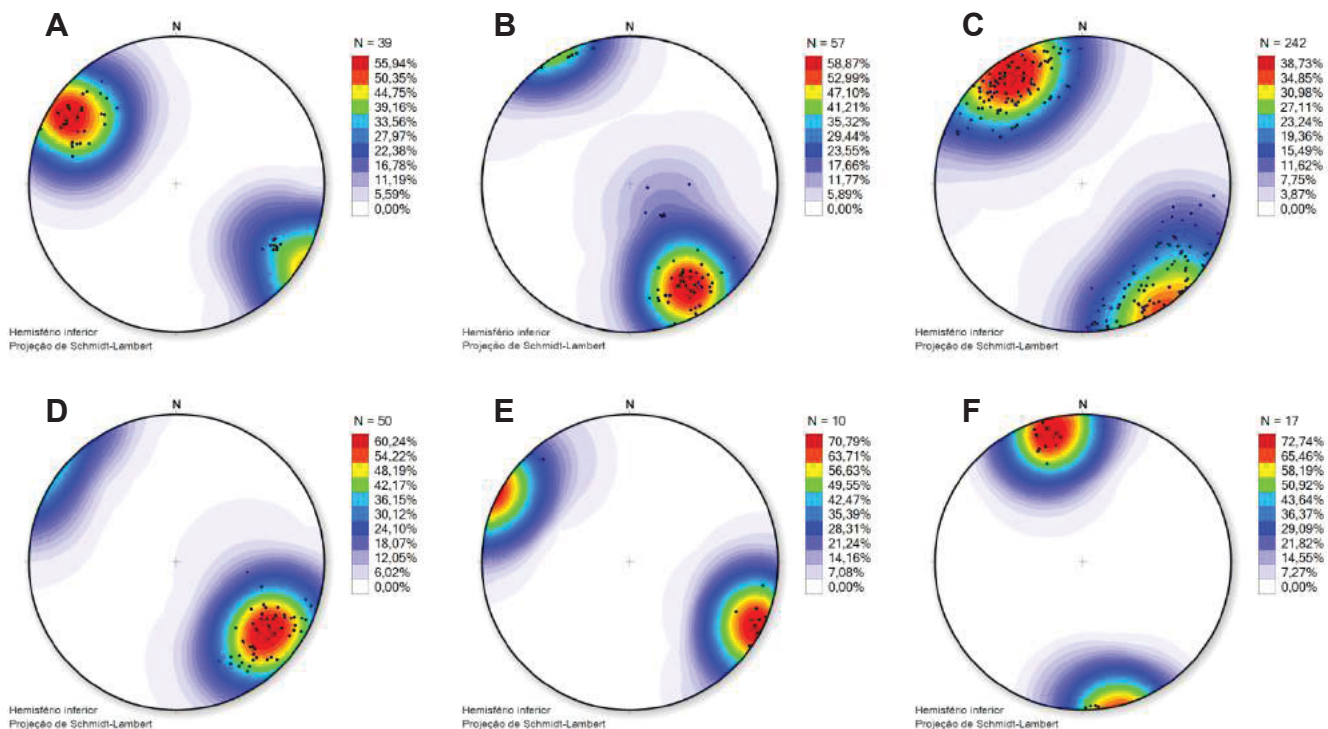 A
N
N = 39
55,94%
50,35%
44,75%
39,16%
33,56%
27,97%
22,38%
16,78%
11,19%
5,59%
0,00%
Hemisfério inferior
Projeção de Schmidt-Lambert
B
N
N = 57
58,87%
52,99%
47,10%
41,21%
35,32%
29,44%
23,55%
17,66%
11,77%
5,89%
0,00%
Hemisfério inferior
Projeção de Schmidt-Lambert
C
N
N = 242
38,73%
34,85%
30,98%
27,11%
23,24%
19,36%
15,49%
11,62%
7,75%
3,87%
0,00%
Hemisfério inferior
Projeção de Schmidt-Lambert
D
N
N = 50
60,24%
54,22%
48,19%
42,17%
36,15%
30,12%
24,10%
18,07%
12,05%
6,02%
0,00%
Hemisfério inferior
Projeção de Schmidt-Lambert
E
N
N = 10
70,79%
63,71%
56,63%
49,55%
42,47%
35,39%
28,31%
21,24%
14,16%
7,08%
0,00%
Hemisfério inferior
Projeção de Schmidt-Lambert
F
N
N = 17
72,74%
65,46%
58,19%
50,92%
43,64%
36,37%
29,09%
21,82%
14,55%
7,27%
0,00%
Hemisfério inferior
Projeção de Schmidt-Lambert